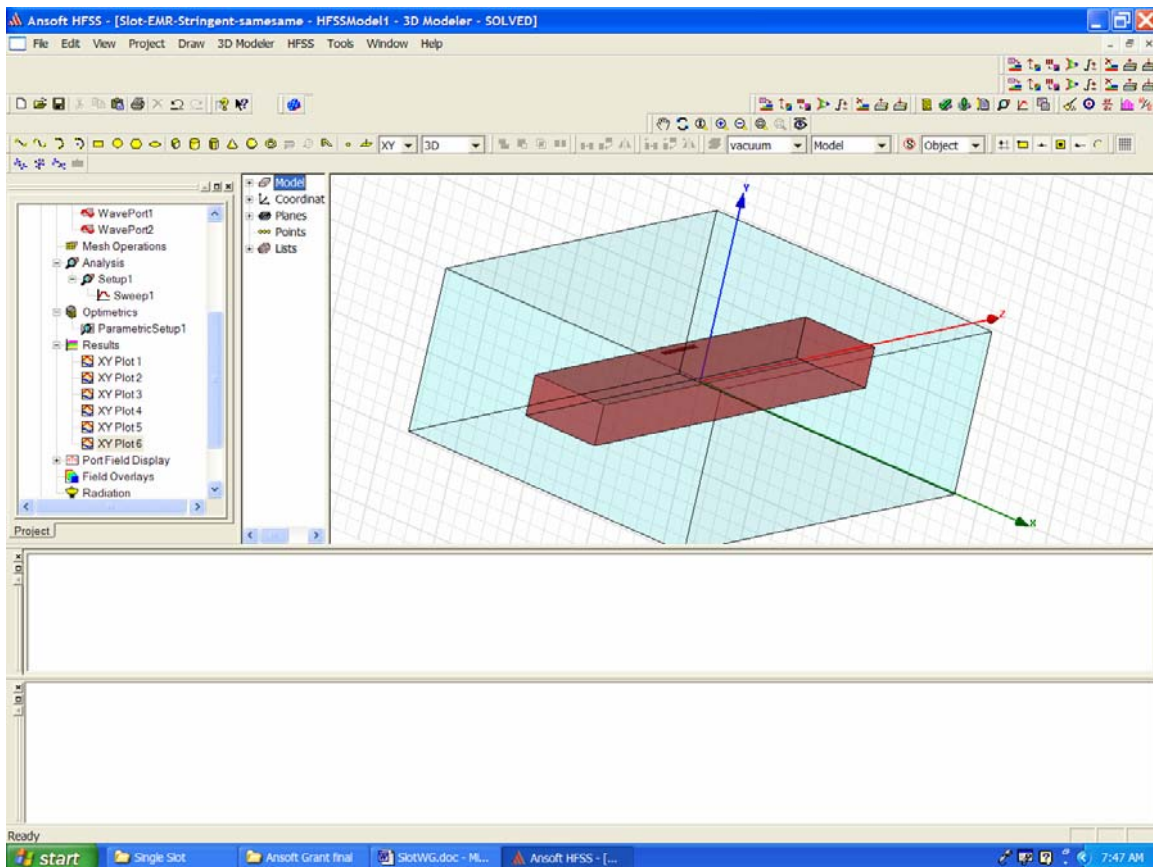 Ansoft HFSS - [Slot-EMR-Stringent-samesame - HFSSModel1 - 3D Modeler - SOLVED]
File Edit View Project Draw 3D Modeler HFSS Tools Window Help
XY 3D vacuum Model Object
WavePort1
WavePort2
Mesh Operations
Analysis
Setup1
Sweep1
Optimetrics
ParametricSetup1
Results
XY Plot 1
XY Plot 2
XY Plot 3
XY Plot 4
XY Plot 5
XY Plot 6
Port Field Display
Field Overlays
Radiation
Project
Model
Coordinat
Planes
Points
Lists
Y
Z
X
Ready
start Single Slot Ansoft Grant final SlotWG.doc - Mi... Ansoft HFSS - [... 7:47 AM